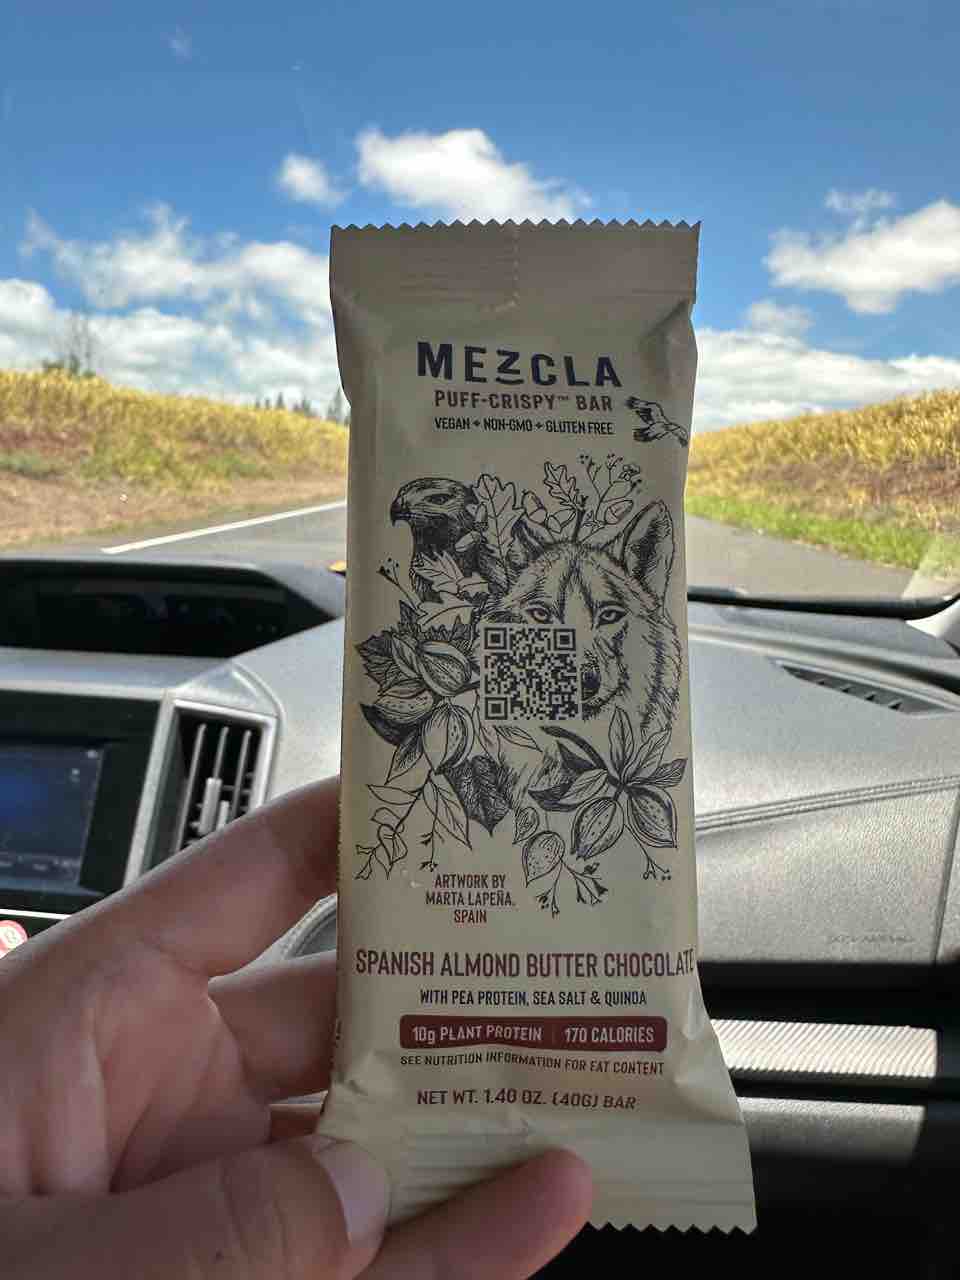 MEZCLA
PUFF-CRISPY™ BAR
VEGAN + NON-GMO + GLUTEN FREE
ARTWORK BY
MARTA LAPEÑA,
SPAIN
SPANISH ALMOND BUTTER CHOCOLATE
WITH PEA PROTEIN, SEA SALT & QUINOA
10g PLANT PROTEIN | 170 CALORIES
SEE NUTRITION INFORMATION FOR FAT CONTENT
NET WT. 1.40 OZ. (40G) BAR